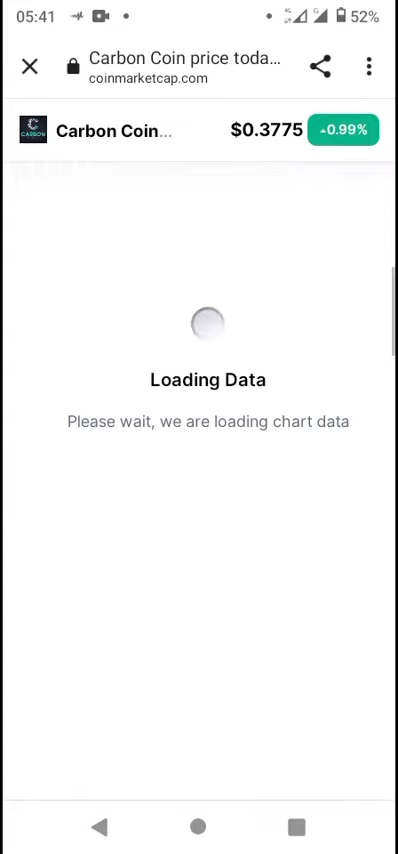 05:41
52%
Carbon Coin price toda...
coinmarketcap.com
CARBON
Carbon Coin...
$0.3775
0.99%
Loading Data
Please wait, we are loading chart data